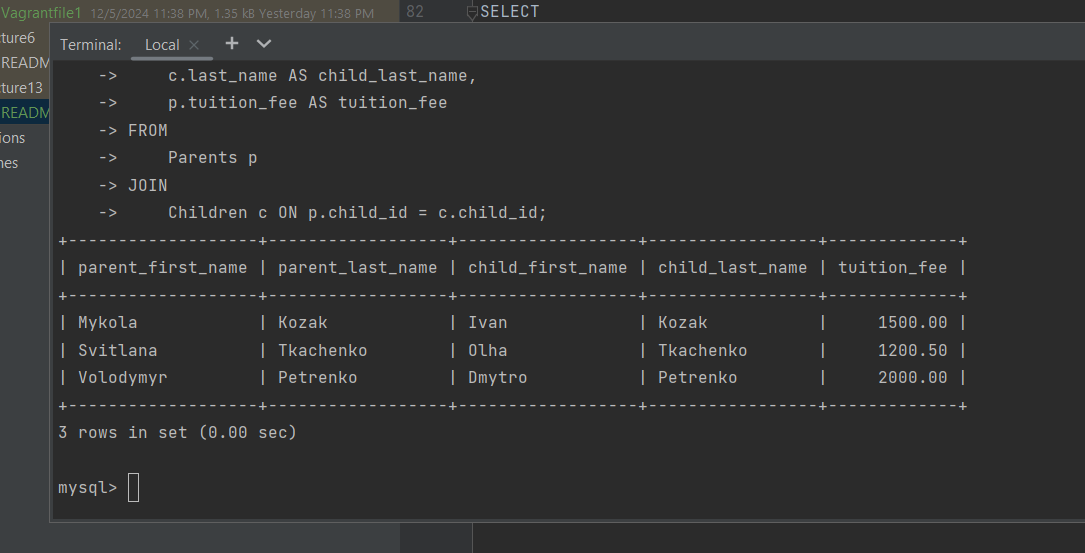 Vagrantfile1 12/5/2024 11:38 PM, 1.35 kB Yesterday 11:38 PM
82 SELECT
cture6
READM
cture13
READM
ions
nes
Terminal: Local × +
-> c.last_name AS child_last_name,
-> p.tuition_fee AS tuition_fee
-> FROM
-> Parents p
-> JOIN
-> Children c ON p.child_id = c.child_id;
+-------------------+------------------+------------------+-----------------+-------------+
| parent_first_name | parent_last_name | child_first_name | child_last_name | tuition_fee |
+-------------------+------------------+------------------+-----------------+-------------+
| Mykola | Kozak | Ivan | Kozak | 1500.00 |
| Svitlana | Tkachenko | Olha | Tkachenko | 1200.50 |
| Volodymyr | Petrenko | Dmytro | Petrenko | 2000.00 |
+-------------------+------------------+------------------+-----------------+-------------+
3 rows in set (0.00 sec)
mysql>